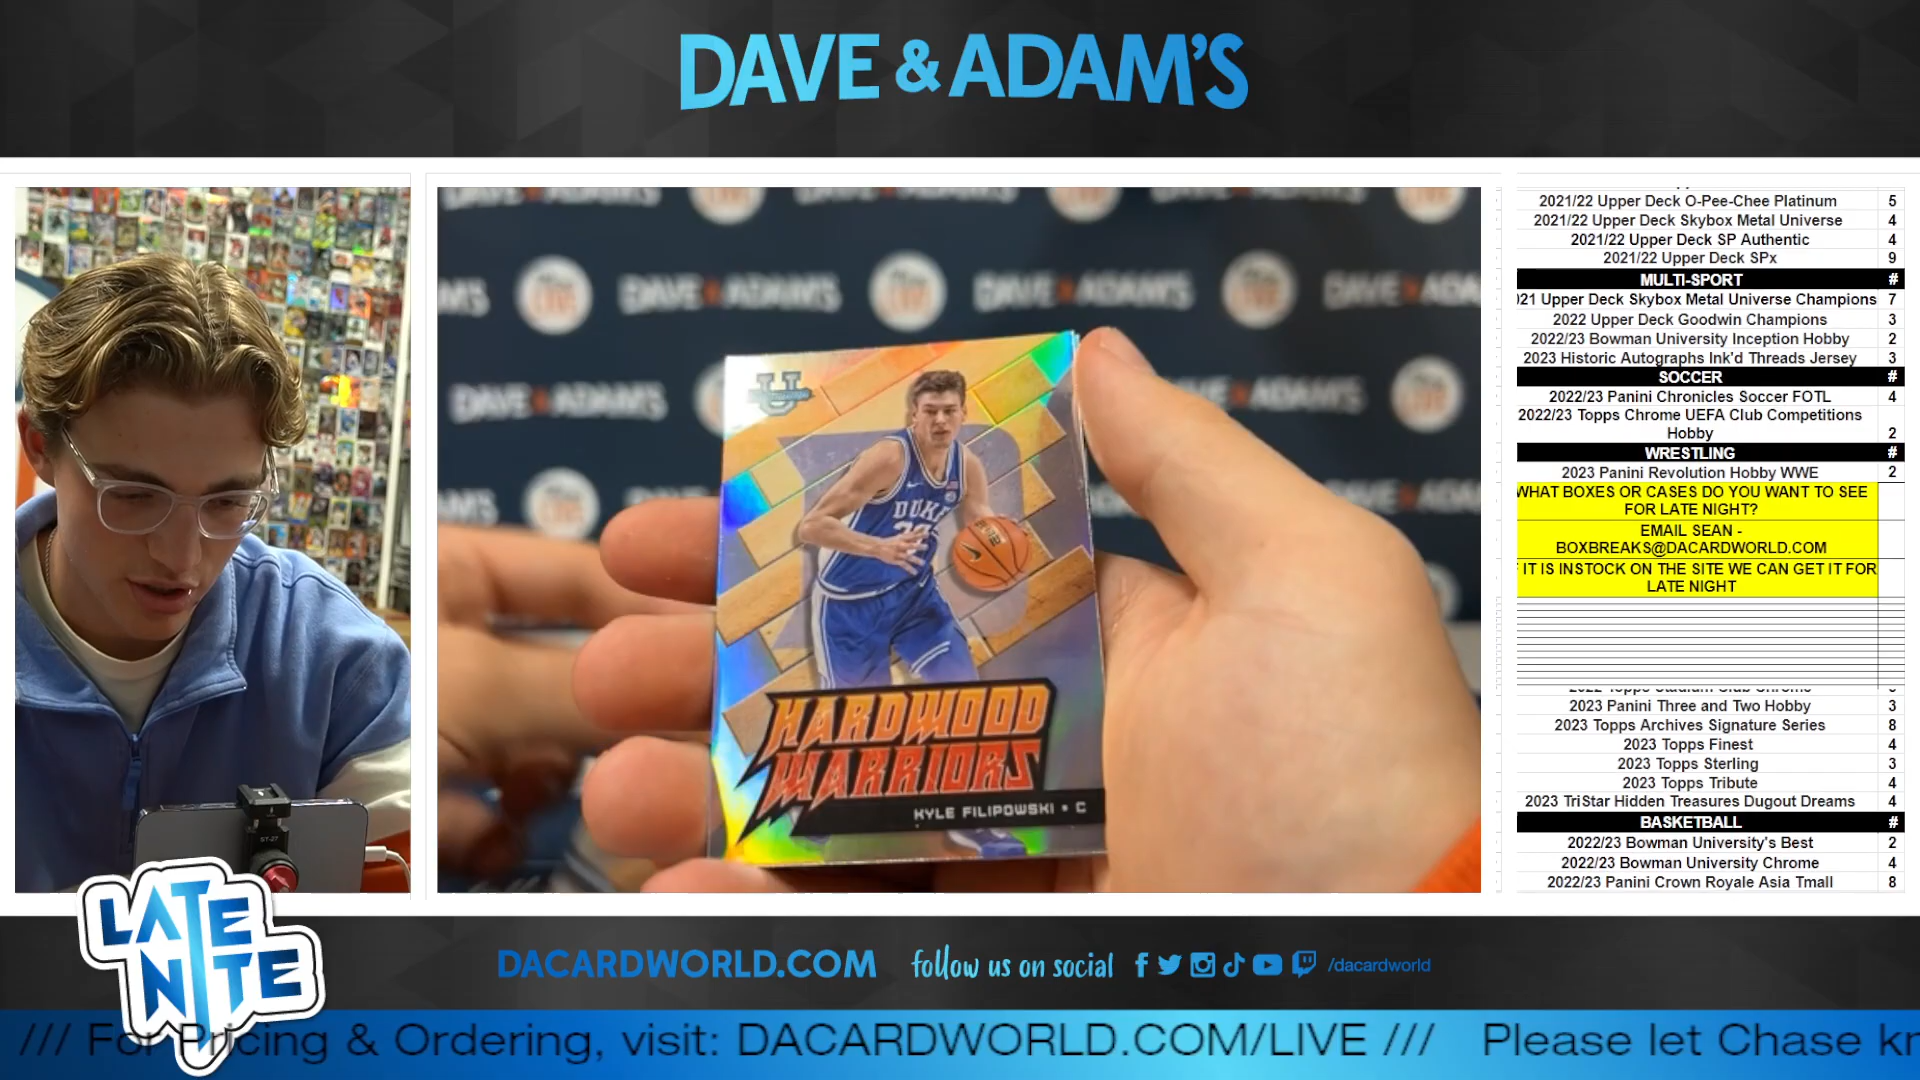 DAVE & ADAM'S
2021/22 Upper Deck O-Pee-Chee Platinum 5
2021/22 Upper Deck Skybox Metal Universe 4
2021/22 Upper Deck SP Authentic 4
2021/22 Upper Deck SPx 9
MULTI-SPORT #
21 Upper Deck Skybox Metal Universe Champions 7
2022 Upper Deck Goodwin Champions 3
2022/23 Bowman University Inception Hobby 2
2023 Historic Autographs Ink'd Threads Jersey 3
SOCCER #
2022/23 Panini Chronicles Soccer FOTL 4
2022/23 Topps Chrome UEFA Club Competitions
Hobby 2
WRESTLING #
2023 Panini Revolution Hobby WWE 2
WHAT BOXES OR CASES DO YOU WANT TO SEE
FOR LATE NIGHT?
EMAIL SEAN -
BOXBREAKS@DACARDWORLD.COM
IT IS INSTOCK ON THE SITE WE CAN GET IT FOR
LATE NIGHT
2023 Panini Three and Two Hobby 3
2023 Topps Archives Signature Series 8
2023 Topps Finest 4
2023 Topps Sterling 3
2023 Topps Tribute 4
2023 TriStar Hidden Treasures Dugout Dreams 4
BASKETBALL #
2022/23 Bowman University's Best 2
2022/23 Bowman University Chrome 4
2022/23 Panini Crown Royale Asia Tmall 8
DAVE & ADAMS
DAVE & ADAMS
DAVE & ADAMS
U
DUKE
HARDWOOD
WARRIORS
KYLE FILIPOWSKI • C
LATE
NITE
DACARDWORLD.COM
follow us on social
/dacardworld
/// For Pricing & Ordering, visit: DACARDWORLD.COM/LIVE /// Please let Chase kn